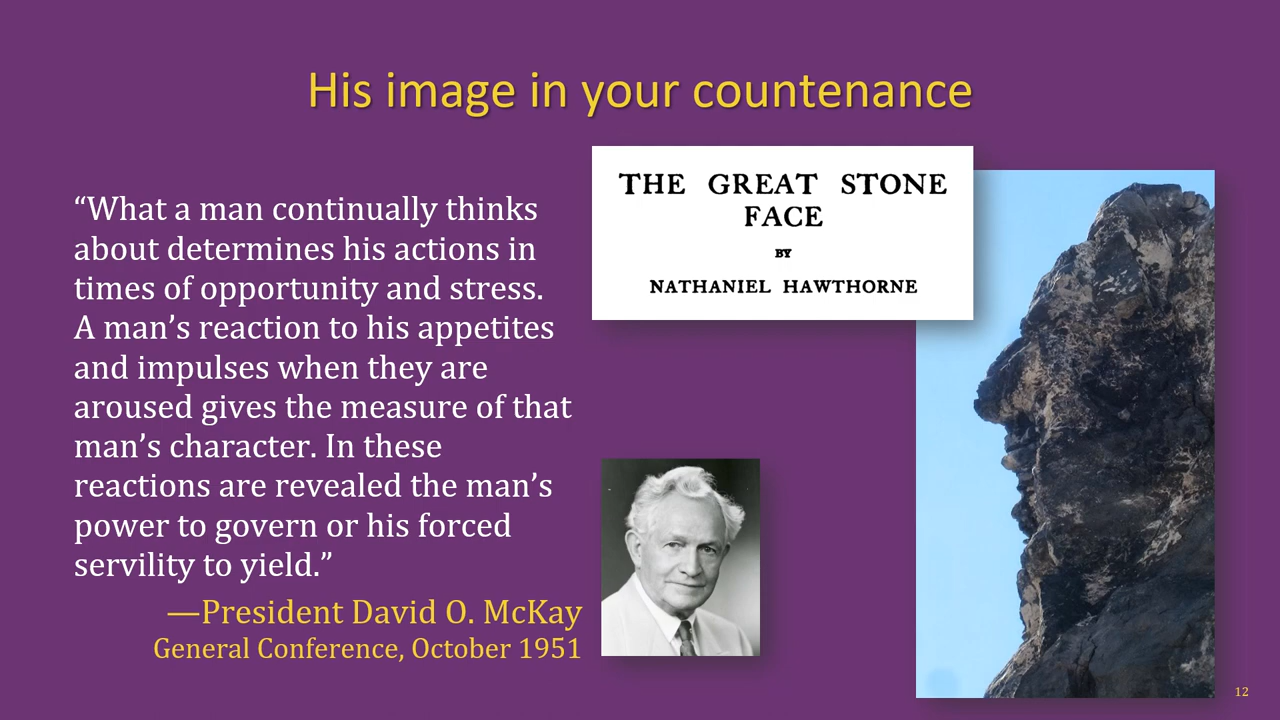 His image in your countenance
“What a man continually thinks
about determines his actions in
times of opportunity and stress.
A man’s reaction to his appetites
and impulses when they are
aroused gives the measure of that
man’s character. In these
reactions are revealed the man’s
power to govern or his forced
servility to yield.”
—President David O. McKay
General Conference, October 1951
THE GREAT STONE
FACE
BY
NATHANIEL HAWTHORNE
12